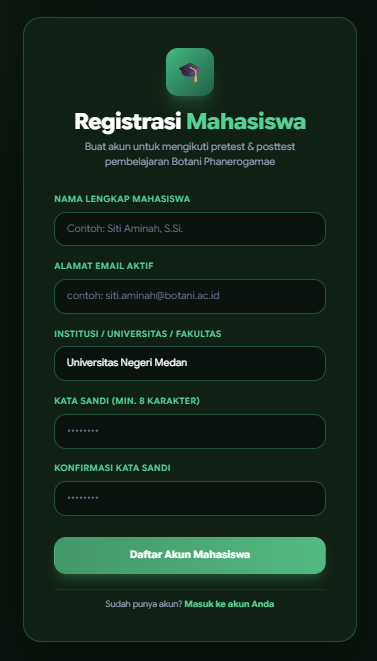 Registrasi Mahasiswa
Buat akun untuk mengikuti pretest & posttest
pembelajaran Botani Phanerogamae
NAMA LENGKAP MAHASISWA
Contoh: Siti Aminah, S.Si.
ALAMAT EMAIL AKTIF
contoh: siti.aminah@botani.ac.id
INSTITUSI / UNIVERSITAS / FAKULTAS
Universitas Negeri Medan
KATA SANDI (MIN. 8 KARAKTER)
••••••••
KONFIRMASI KATA SANDI
••••••••
Daftar Akun Mahasiswa
Sudah punya akun? Masuk ke akun Anda